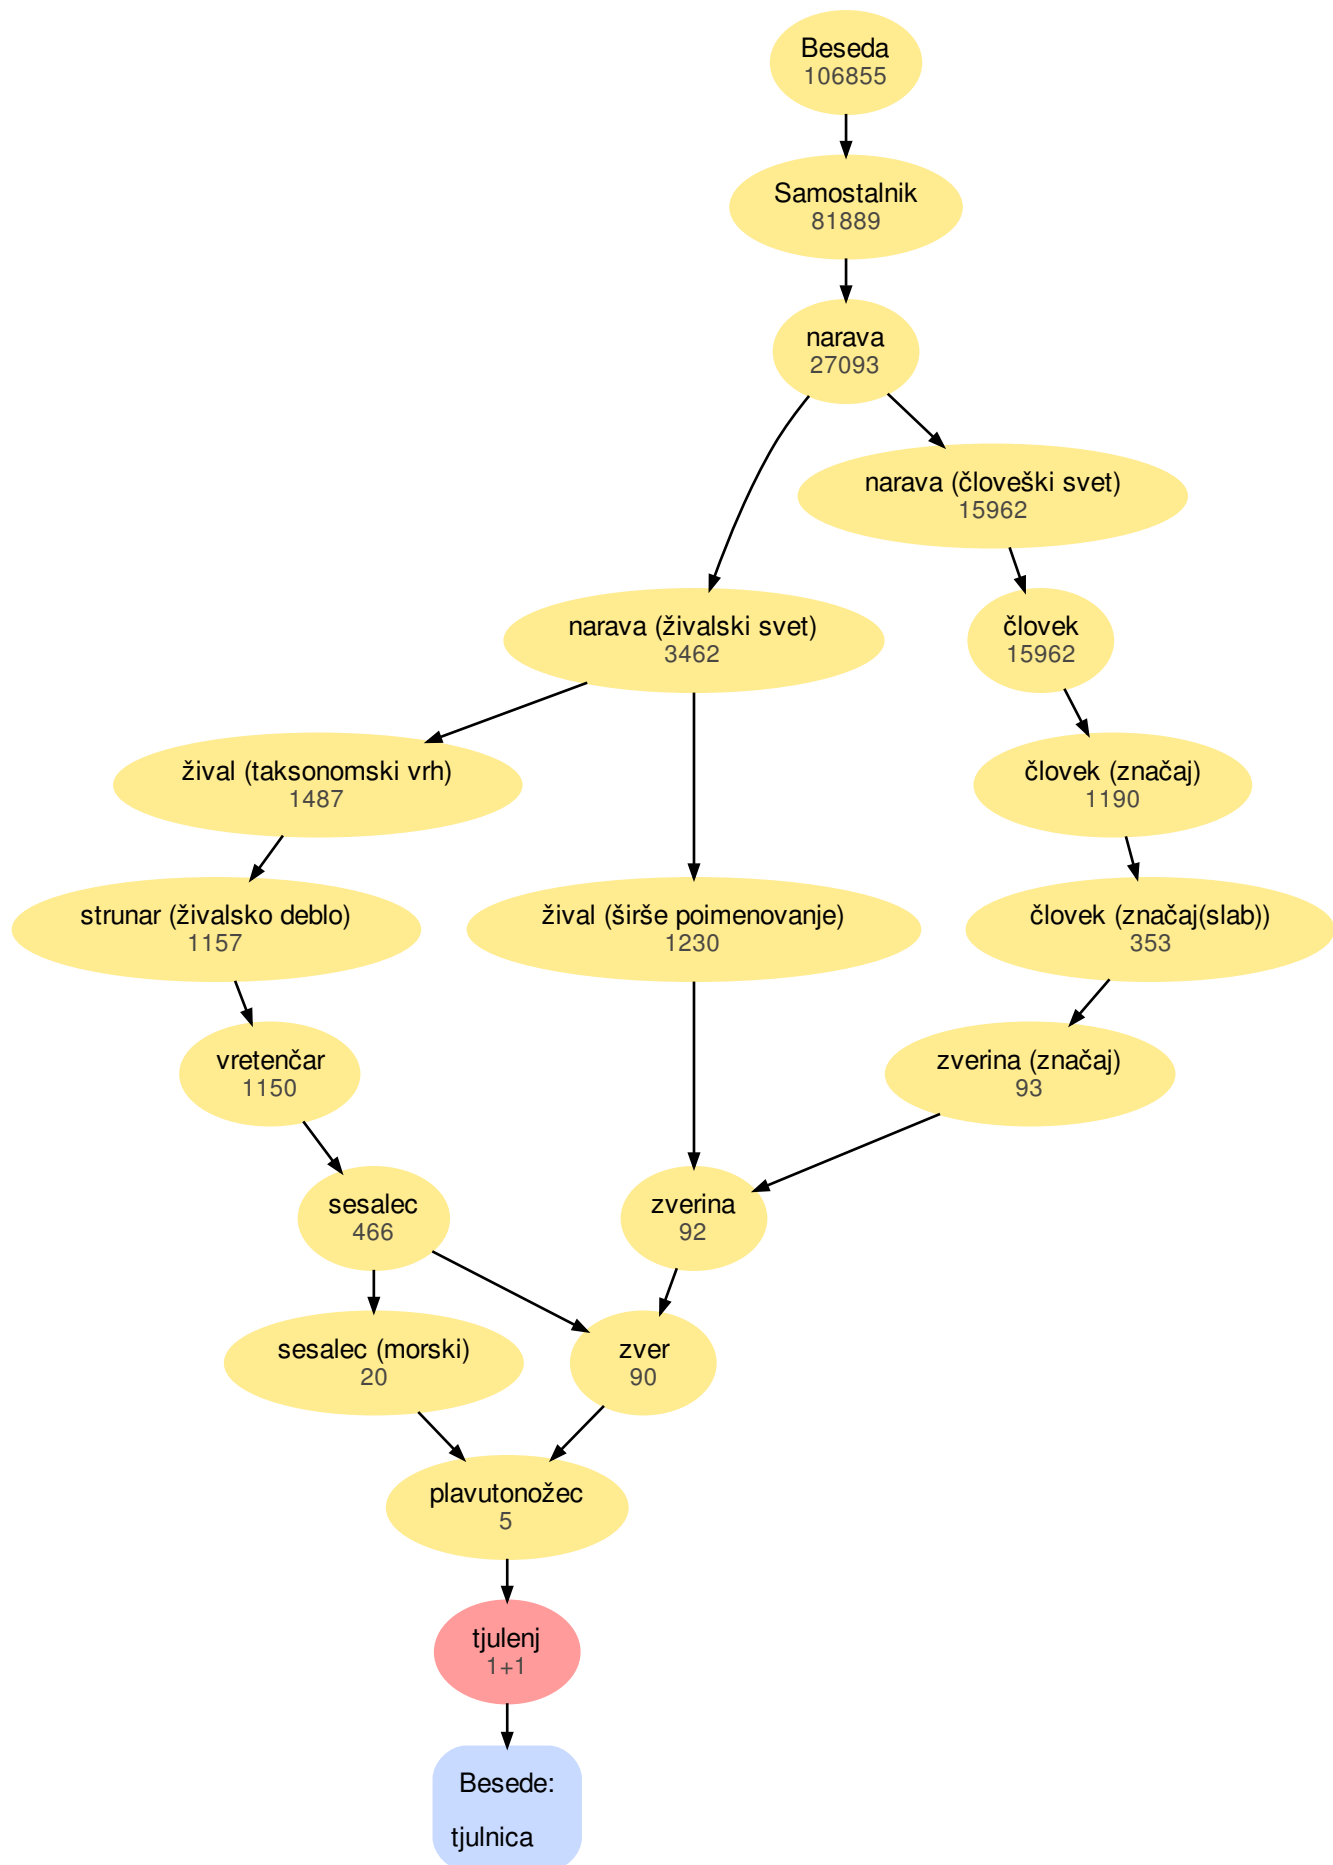 Beseda
106855
Samostalnik
81889
narava
27093
narava (človeški svet)
15962
narava (živalski svet)
3462
človek
15962
žival (taksonomski vrh)
1487
človek (značaj)
1190
strunar (živalsko deblo)
1157
žival (širše poimenovanje)
1230
človek (značaj(slab))
353
vretenčar
1150
zverina (značaj)
93
sesalec
466
zverina
92
sesalec (morski)
20
zver
90
plavutonožec
5
tjulenj
1+1
Besede:
tjulnica